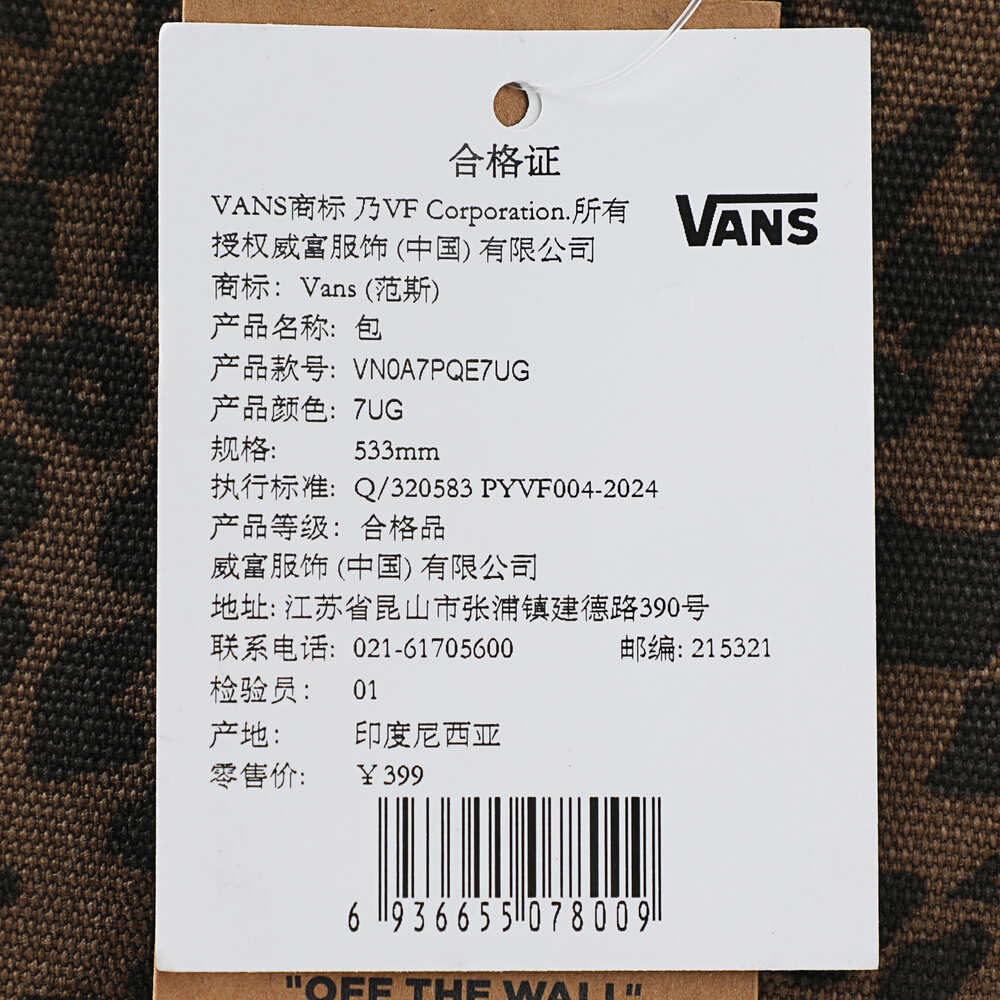 合格证
VANS商标 乃VF Corporation.所有
VANS
授权威富服饰 (中国) 有限公司
商标: Vans (范斯)
产品名称: 包
产品款号: VN0A7PQE7UG
产品颜色: 7UG
规格: 533mm
执行标准: Q/320583 PYVF004-2024
产品等级: 合格品
威富服饰 (中国) 有限公司
地址: 江苏省昆山市张浦镇建德路390号
联系电话: 021-61705600 邮编: 215321
检验员: 01
产地: 印度尼西亚
零售价: ¥399
6 936655 078009
"OFF THE WALL"